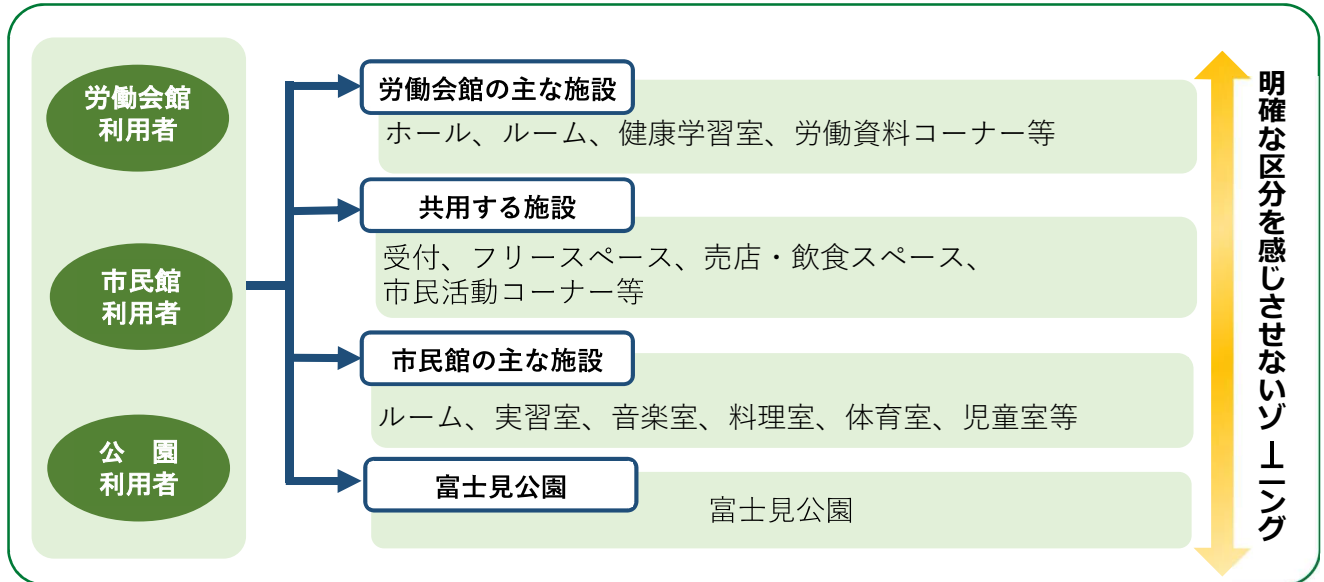 労働会館
利用者
市民館
利用者
公　園
利用者
労働会館の主な施設
ホール、ルーム、健康学習室、労働資料コーナー等
共用する施設
受付、フリースペース、売店・飲食スペース、
市民活動コーナー等
市民館の主な施設
ルーム、実習室、音楽室、料理室、体育室、児童室等
富士見公園
富士見公園
明確な区分を感じさせないゾーニング